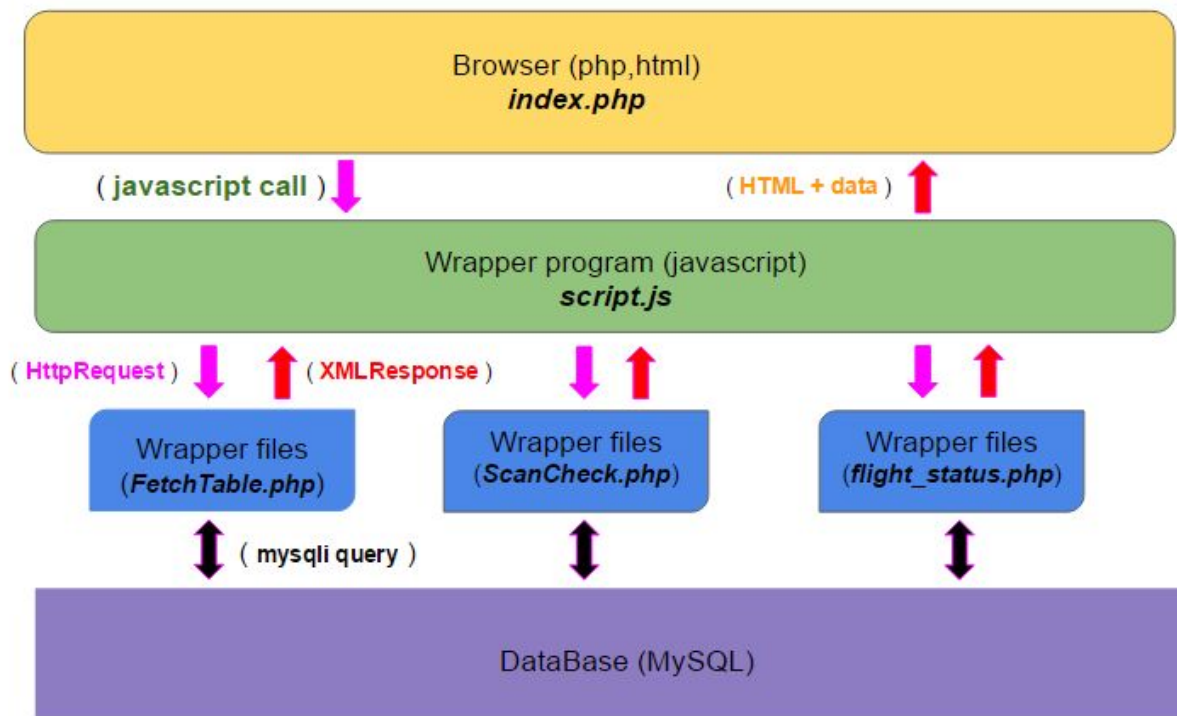 Browser (php,html)
index.php
( javascript call )
( HTML + data )
Wrapper program (javascript)
script.js
( HttpRequest )
( XMLResponse )
Wrapper files
(FetchTable.php)
Wrapper files
(ScanCheck.php)
Wrapper files
(flight_status.php)
( mysqli query )
DataBase (MySQL)